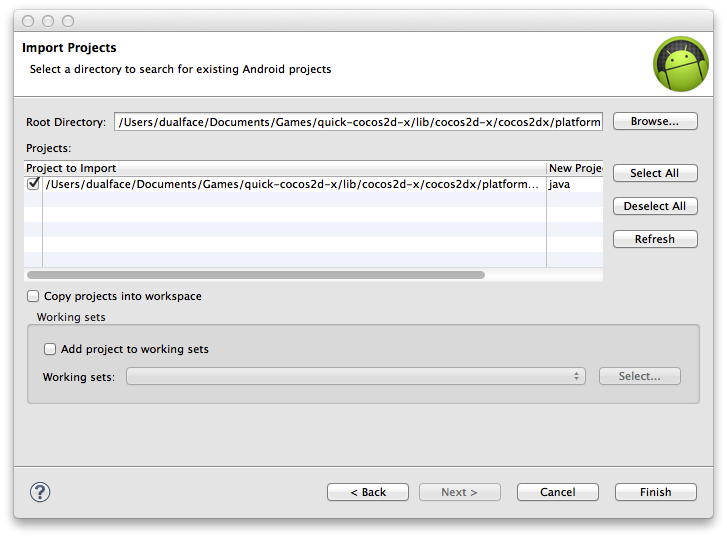 Import Projects
Select a directory to search for existing Android projects
Root Directory: /Users/dualface/Documents/Games/quick-cocos2d-x/lib/cocos2d-x/cocos2dx/platform Browse...
Projects:
Project to Import New Projec
/Users/dualface/Documents/Games/quick-cocos2d-x/lib/cocos2d-x/cocos2dx/platform... java
Select All
Deselect All
Refresh
Copy projects into workspace
Working sets
Add project to working sets
Working sets: Select...
? < Back Next > Cancel Finish